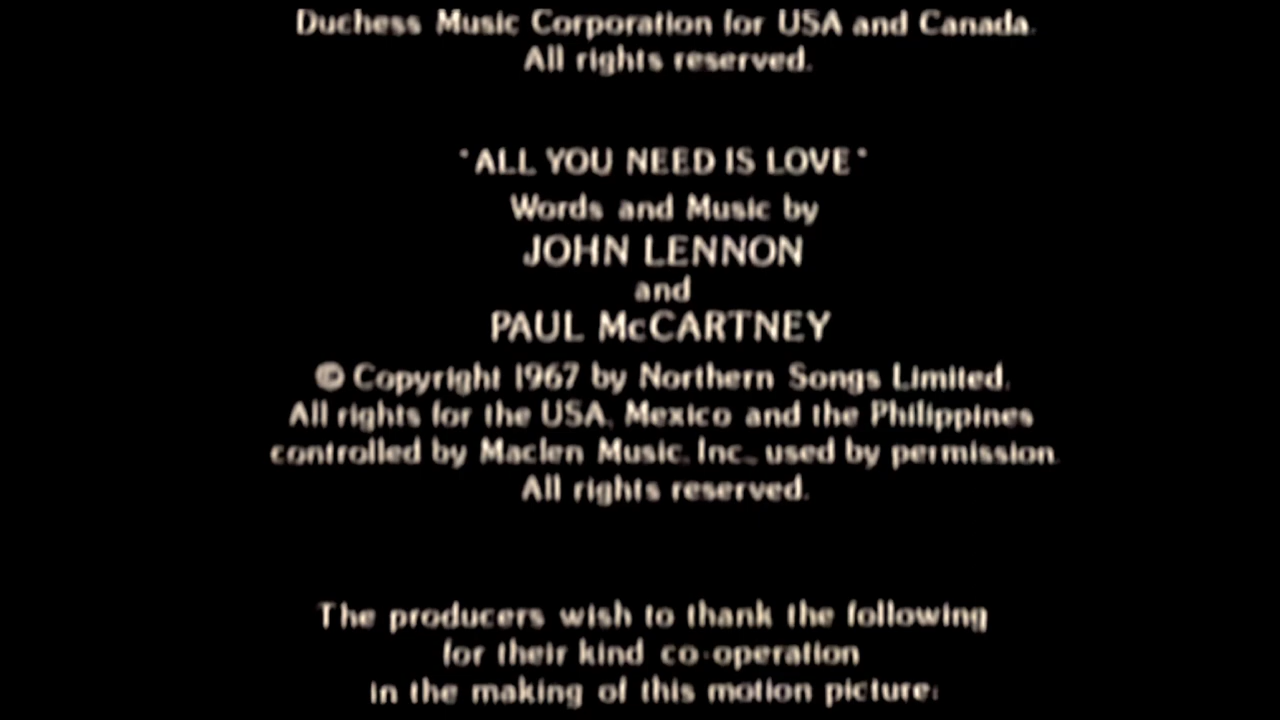 Duchess Music Corporation for USA and Canada.
All rights reserved.
"ALL YOU NEED IS LOVE"
Words and Music by
JOHN LENNON
and
PAUL McCARTNEY
© Copyright 1967 by Northern Songs Limited.
All rights for the USA, Mexico and the Philippines
controlled by Maclen Music, Inc., used by permission.
All rights reserved.
The producers wish to thank the following
for their kind co-operation
in the making of this motion picture: